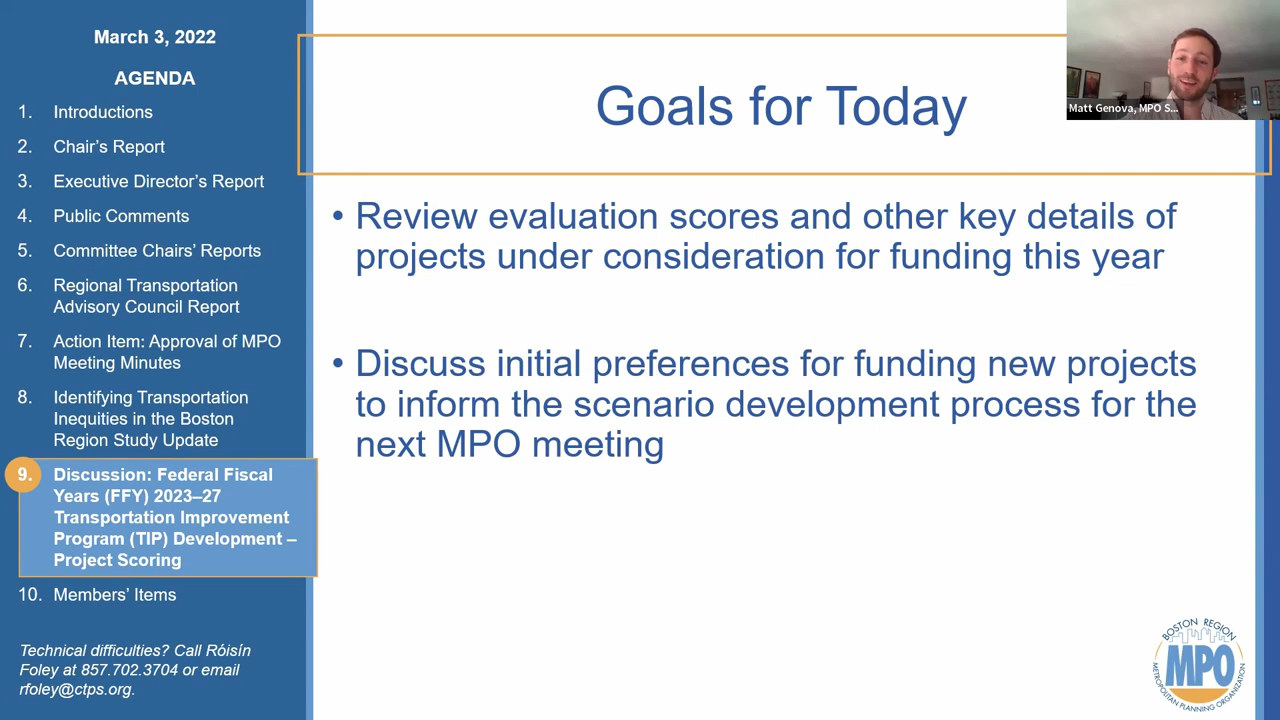 March 3, 2022
AGENDA
1. Introductions
2. Chair's Report
3. Executive Director's Report
4. Public Comments
5. Committee Chairs' Reports
6. Regional Transportation
Advisory Council Report
7. Action Item: Approval of MPO
Meeting Minutes
8. Identifying Transportation
Inequities in the Boston
Region Study Update
9. Discussion: Federal Fiscal
Years (FFY) 2023–27
Transportation Improvement
Program (TIP) Development –
Project Scoring
10. Members' Items
Technical difficulties? Call Róisín
Foley at 857.702.3704 or email
rfoley@ctps.org.
Goals for Today
• Review evaluation scores and other key details of
projects under consideration for funding this year
• Discuss initial preferences for funding new projects
to inform the scenario development process for the
next MPO meeting
Matt Genova, MPO S...
BOSTON REGION
MPO
METROPOLITAN PLANNING ORGANIZATION